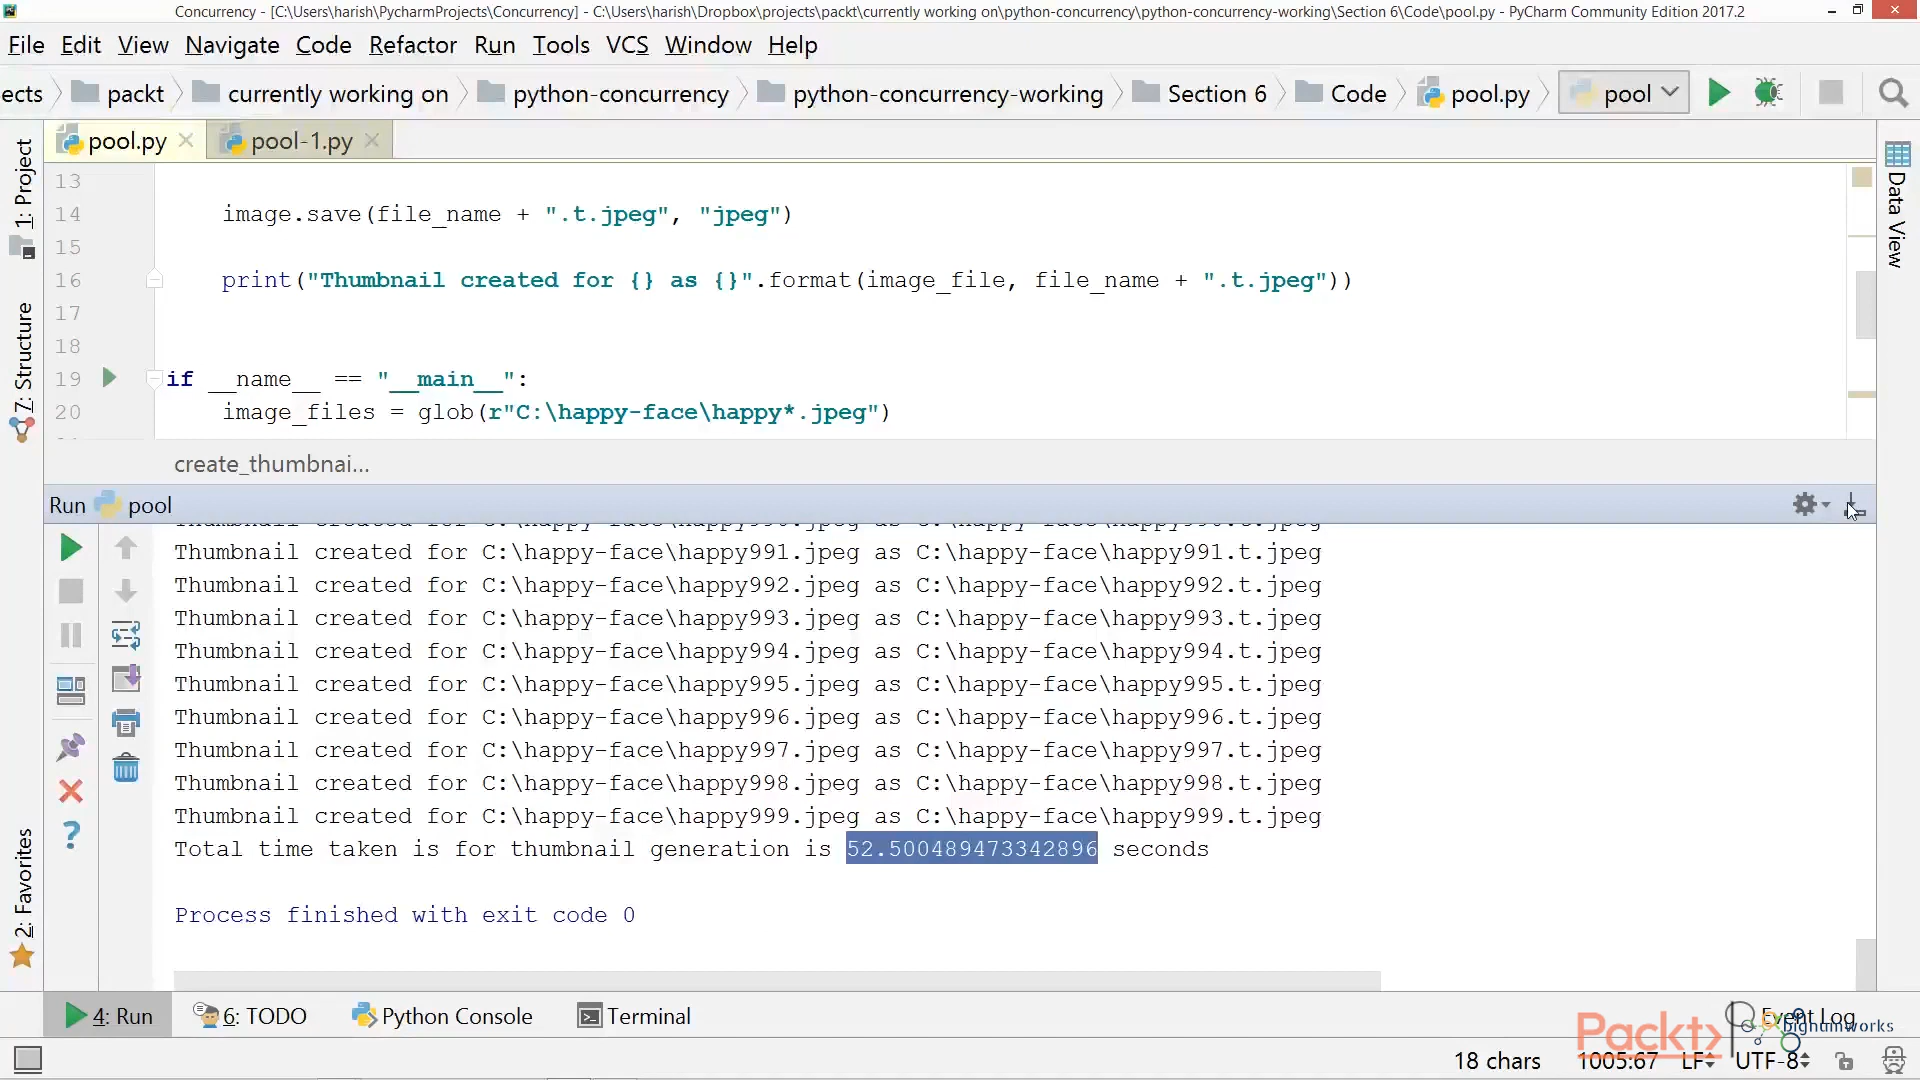 Concurrency - [C:\Users\harish\PycharmProjects\Concurrency] - C:\Users\harish\Dropbox\projects\packt\currently working on\python-concurrency\python-concurrency-working\Section 6\Code\pool.py - PyCharm Community Edition 2017.2
File Edit View Navigate Code Refactor Run Tools VCS Window Help
ects packt currently working on python-concurrency python-concurrency-working Section 6 Code pool.py pool
1: Project
7: Structure
2: Favorites
Data View
pool.py pool-1.py
13
14 image.save(file_name + ".t.jpeg", "jpeg")
15
16 print("Thumbnail created for {} as {}".format(image_file, file_name + ".t.jpeg"))
17
18
19 if __name__ == "__main__":
20 image_files = glob(r"C:\happy-face\happy*.jpeg")
create_thumbnai...
Run pool
Thumbnail created for C:\happy-face\happy991.jpeg as C:\happy-face\happy991.t.jpeg
Thumbnail created for C:\happy-face\happy992.jpeg as C:\happy-face\happy992.t.jpeg
Thumbnail created for C:\happy-face\happy993.jpeg as C:\happy-face\happy993.t.jpeg
Thumbnail created for C:\happy-face\happy994.jpeg as C:\happy-face\happy994.t.jpeg
Thumbnail created for C:\happy-face\happy995.jpeg as C:\happy-face\happy995.t.jpeg
Thumbnail created for C:\happy-face\happy996.jpeg as C:\happy-face\happy996.t.jpeg
Thumbnail created for C:\happy-face\happy997.jpeg as C:\happy-face\happy997.t.jpeg
Thumbnail created for C:\happy-face\happy998.jpeg as C:\happy-face\happy998.t.jpeg
Thumbnail created for C:\happy-face\happy999.jpeg as C:\happy-face\happy999.t.jpeg
Total time taken is for thumbnail generation is 52.500489473342896 seconds
Process finished with exit code 0
4: Run 6: TODO Python Console Terminal Event Log
Packt bignumworks
18 chars 1005:67 LF UTF-8